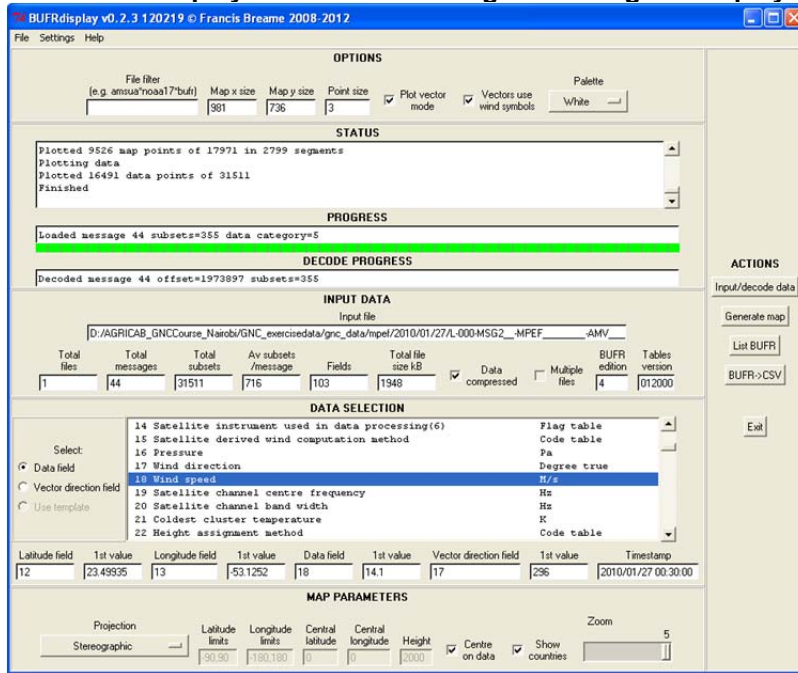 BUFRdisplay v0.2.3 120219 © Francis Breame 2008-2012
File Settings Help
OPTIONS
File filter
(e.g. amsua*noaa17*bufr)
Map x size
981
Map y size
736
Point size
3
Plot vector
mode
Vectors use
wind symbols
Palette
White
STATUS
Plotted 9526 map points of 17971 in 2799 segments
Plotting data
Plotted 16491 data points of 31511
Finished
PROGRESS
Loaded message 44 subsets=355 data category=5
DECODE PROGRESS
Decoded message 44 offset=1973897 subsets=355
INPUT DATA
Input file
D:/AGRICAB_GNCCourse_Nairobi/GNC_exercisedata/gnc_data/mpef/2010/01/27/L-000-MSG2__-MPEF________-AMV___
Total
files
1
Total
messages
44
Total
subsets
31511
Av subsets
/message
716
Fields
103
Total file
size kB
1948
Data
compressed
Multiple
files
BUFR
edition
4
Tables
version
012000
DATA SELECTION
Select:
Data field
Vector direction field
Use template
14 Satellite instrument used in data processing(6) Flag table
15 Satellite derived wind computation method Code table
16 Pressure Pa
17 Wind direction Degree true
18 Wind speed M/s
19 Satellite channel centre frequency Hz
20 Satellite channel band width Hz
21 Coldest cluster temperature K
22 Height assignment method Code table
Latitude field
12
1st value
23.49935
Longitude field
13
1st value
-53.1252
Data field
18
1st value
14.1
Vector direction field
17
1st value
296
Timestamp
2010/01/27 00:30:00
MAP PARAMETERS
Projection
Stereographic
Latitude
limits
-90,90
Longitude
limits
-180,180
Central
latitude
0
Central
longitude
0
Height
2000
Centre
on data
Show
countries
Zoom
5
ACTIONS
Input/decode data
Generate map
List BUFR
BUFR->CSV
Exit